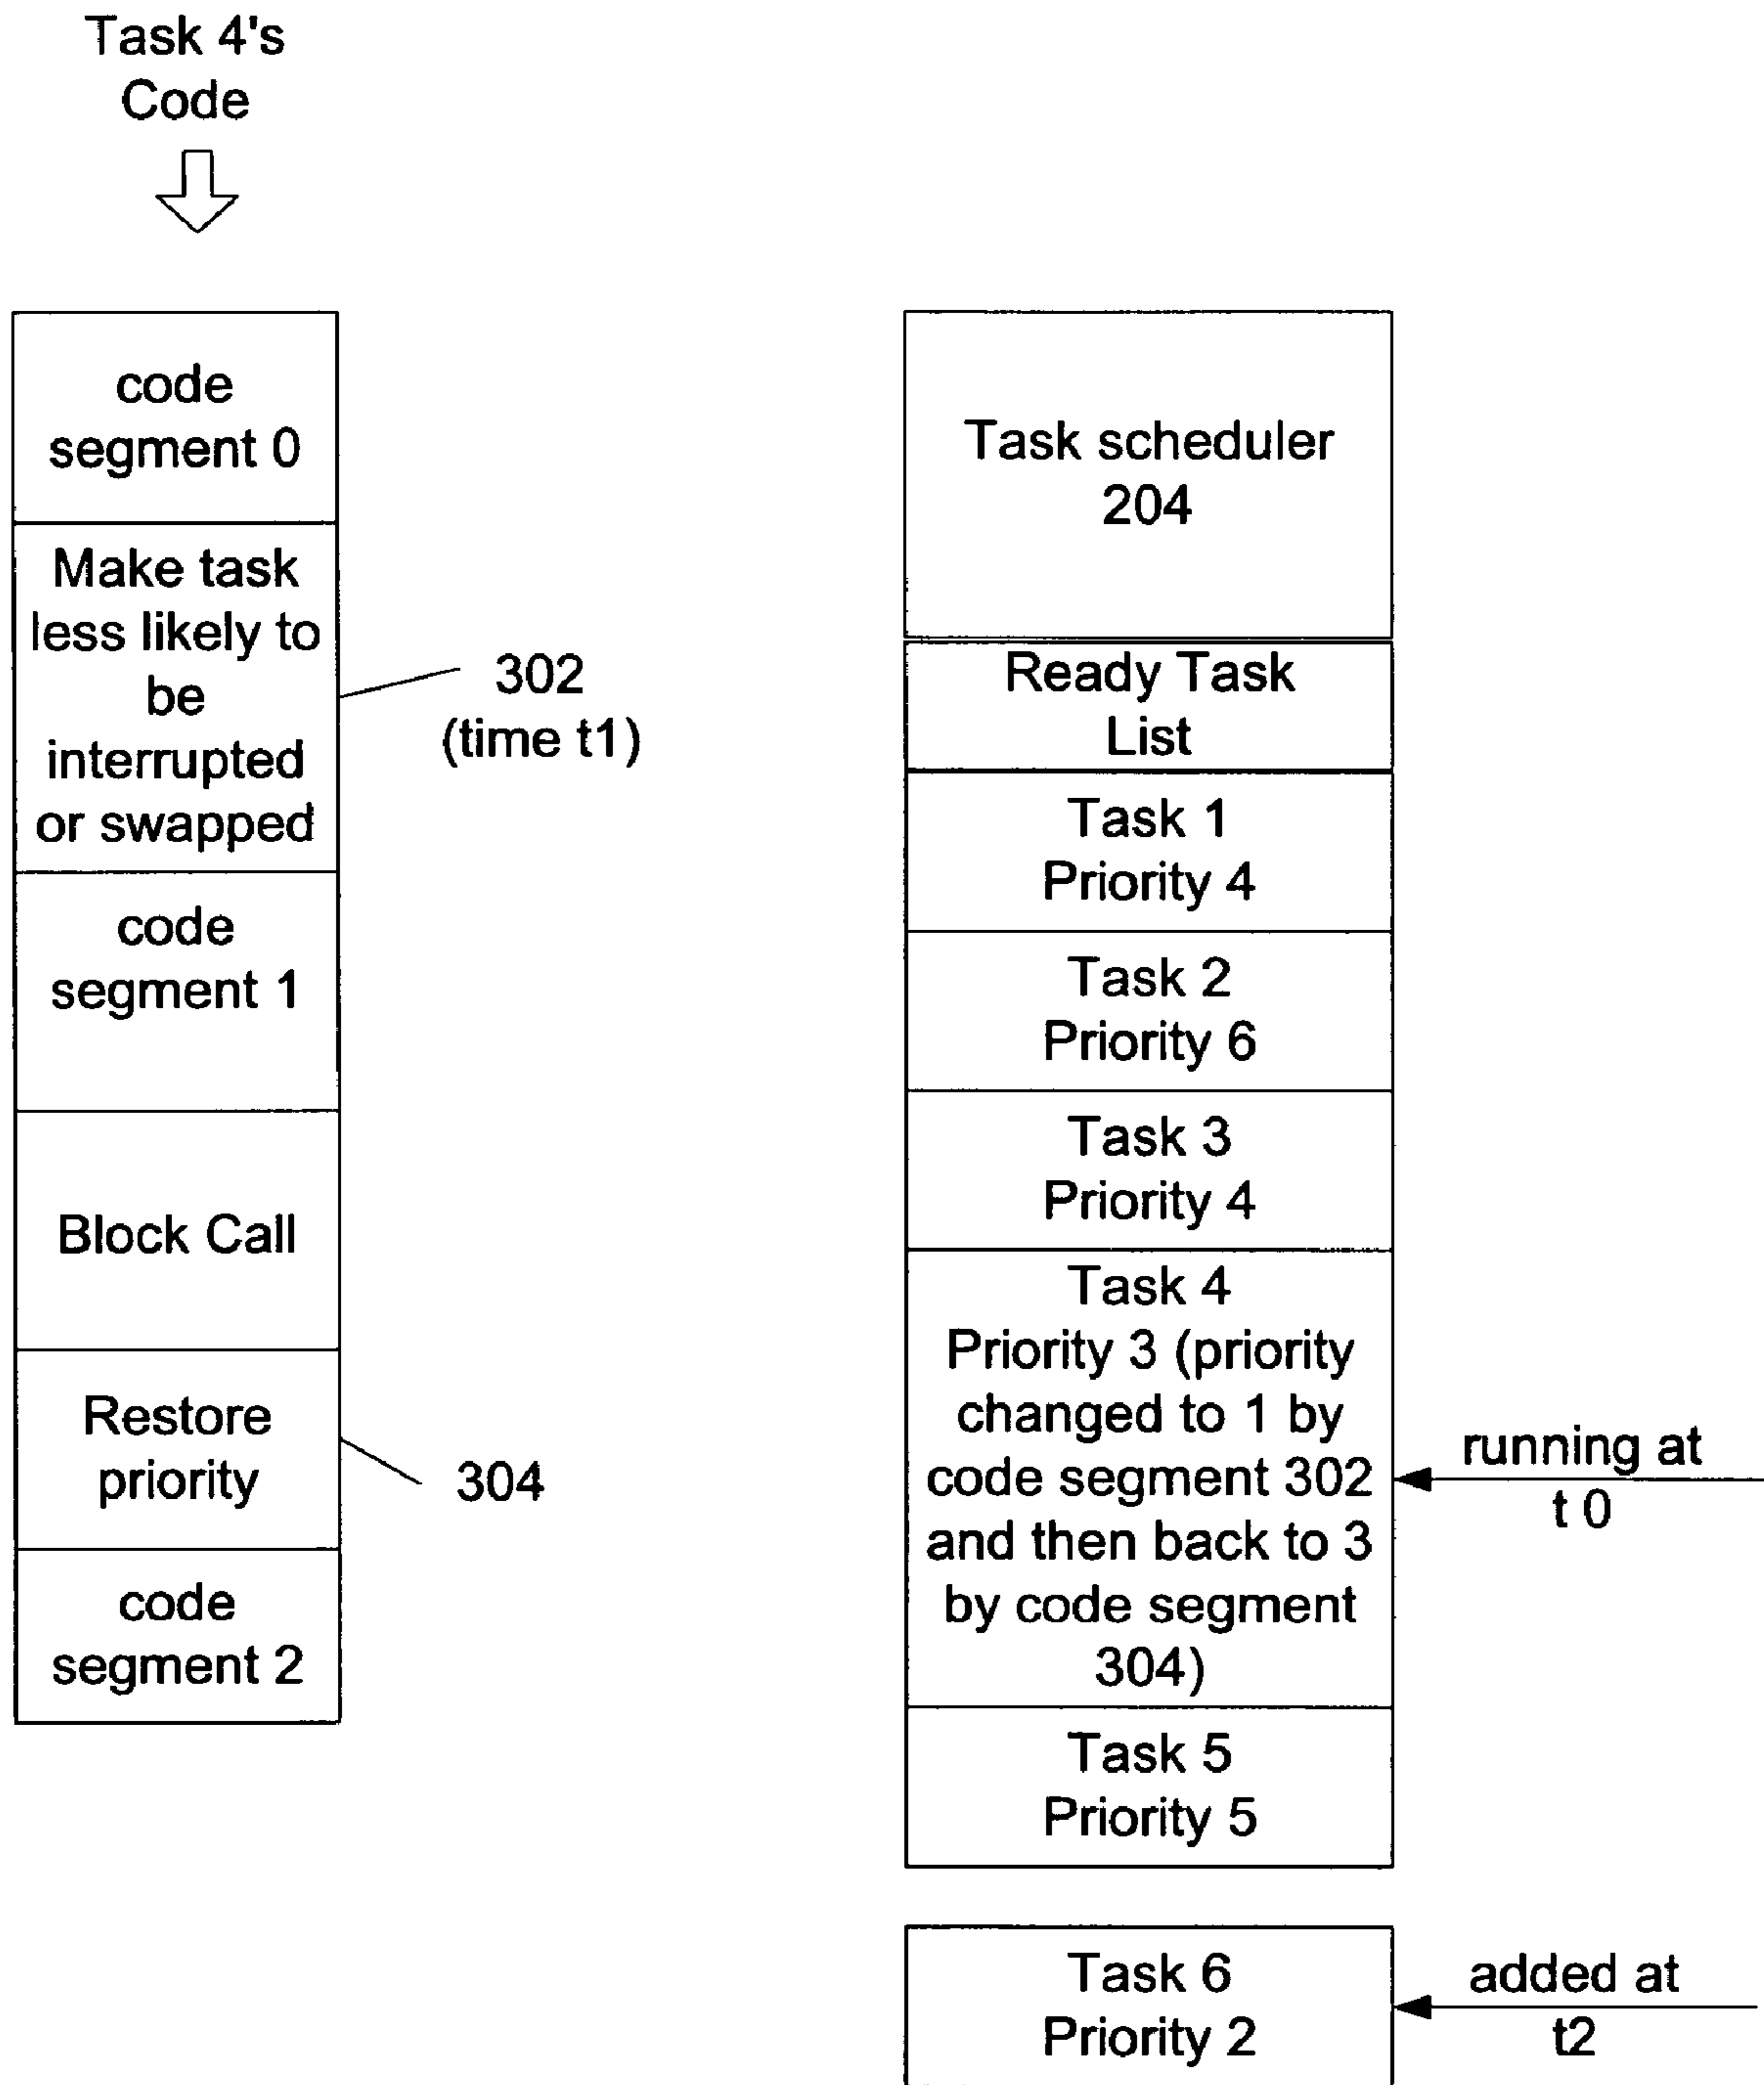 Task 4's
Code
code
segment 0
Make task
less likely to
be
interrupted
or swapped
302
(time t1)
code
segment 1
Block Call
Restore
priority
304
code
segment 2
Task scheduler
204
Ready Task
List
Task 1
Priority 4
Task 2
Priority 6
Task 3
Priority 4
Task 4
Priority 3 (priority
changed to 1 by
code segment 302
and then back to 3
by code segment
304)
running at
t 0
Task 5
Priority 5
Task 6
Priority 2
added at
t2